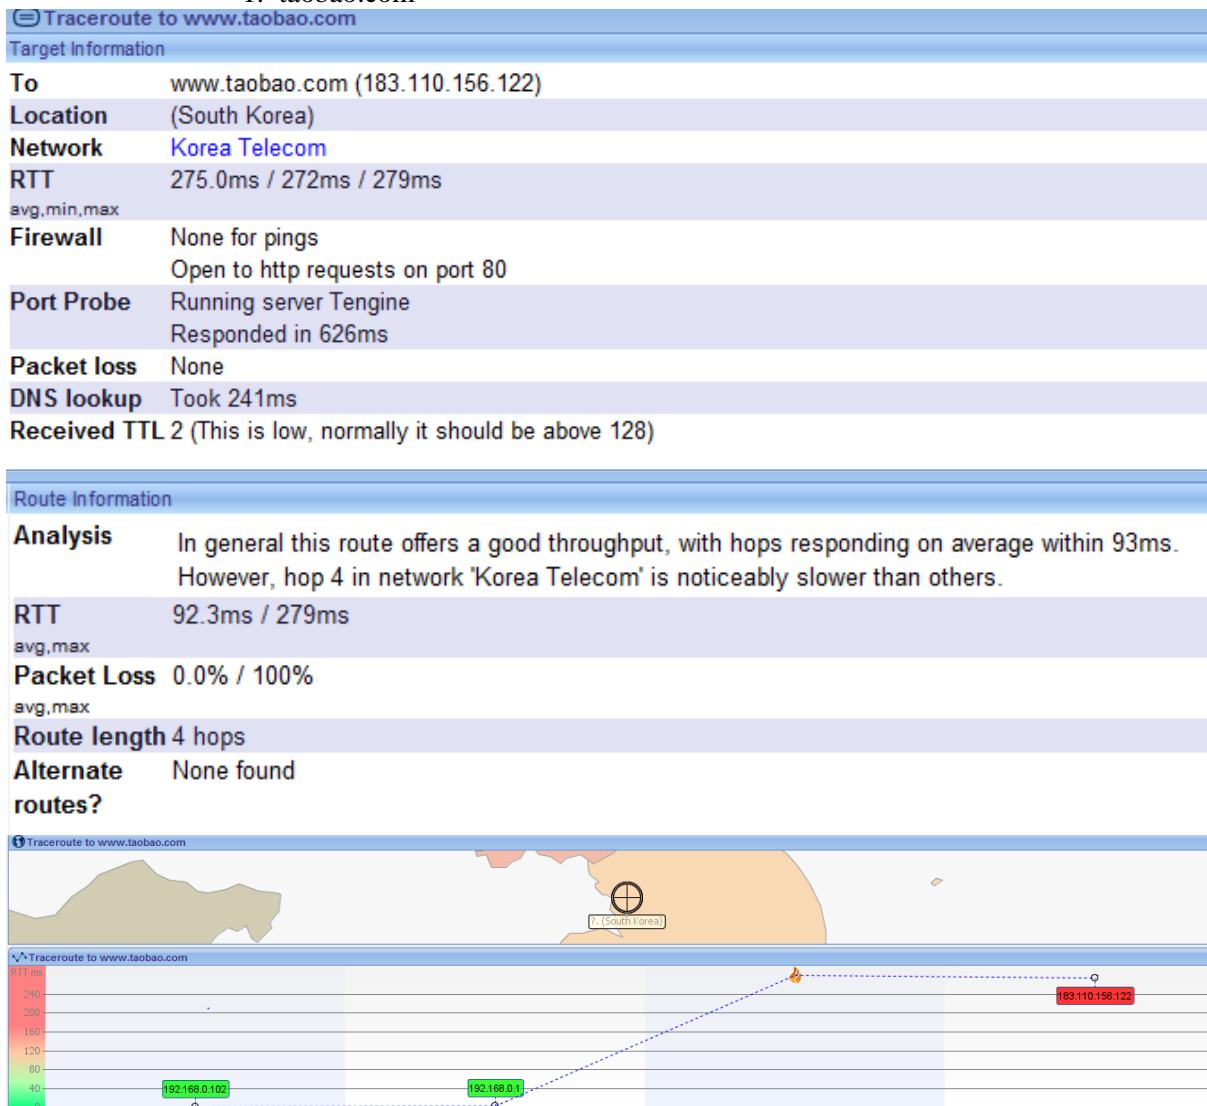 1. taobao.com
Traceroute to www.taobao.com
Target Information
To www.taobao.com (183.110.156.122)
Location (South Korea)
Network Korea Telecom
RTT 275.0ms / 272ms / 279ms
avg,min,max
Firewall None for pings
Open to http requests on port 80
Port Probe Running server Tengine
Responded in 626ms
Packet loss None
DNS lookup Took 241ms
Received TTL 2 (This is low, normally it should be above 128)
Route Information
Analysis In general this route offers a good throughput, with hops responding on average within 93ms.
However, hop 4 in network 'Korea Telecom' is noticeably slower than others.
RTT 92.3ms / 279ms
avg,max
Packet Loss 0.0% / 100%
avg,max
Route length 4 hops
Alternate None found
routes?
Traceroute to www.taobao.com
?. (South Korea)
Traceroute to www.taobao.com
RTT ms
240
183.110.156.122
200
160
120
80
40
192.168.0.102
192.168.0.1
0